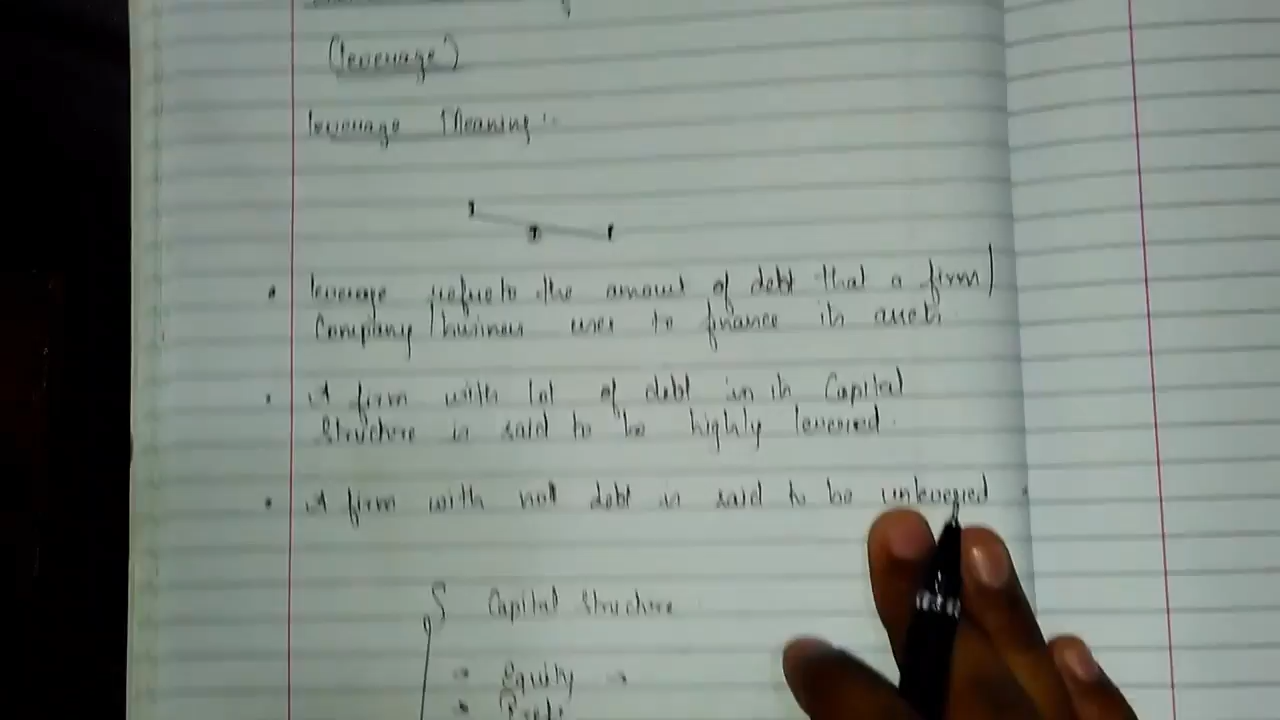 (leverage)
leverage Meaning :-
• leverage refers to the amount of debt that a firm /
Company / business uses to finance its assets
• A firm with lot of debt in its Capital
Structure is said to be highly levered.
• A firm with not debt is said to be unlevered.
Capital Structure
→ Equity →
→